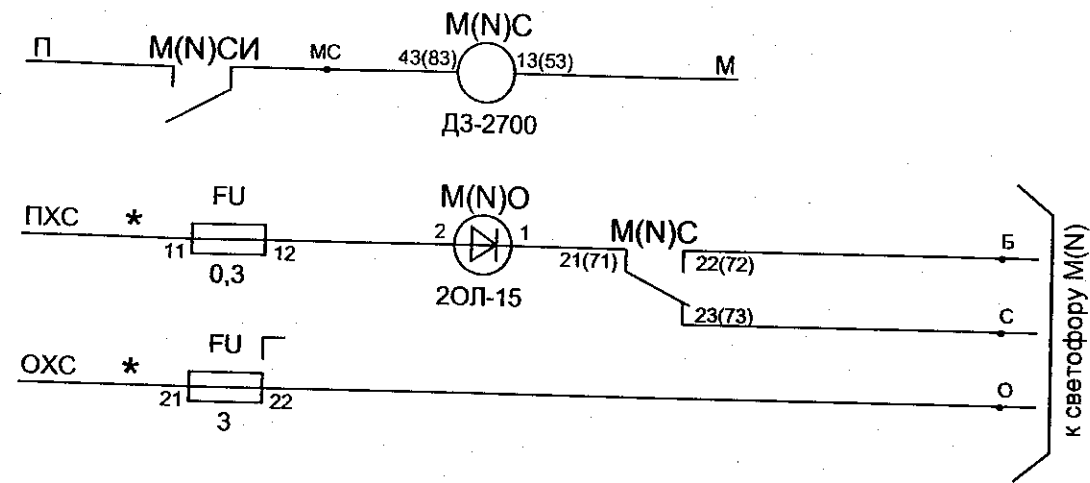 П
М(N)СИ
МС
43(83)
М(N)С
13(53)
М
ДЗ-2700
ПХС *
FU
11
12
0,3
М(N)О
2
1
2ОЛ-15
М(N)С
21(71)
22(72)
23(73)
Б
С
ОХС *
FU
21
22
3
О
к светофору М(N)